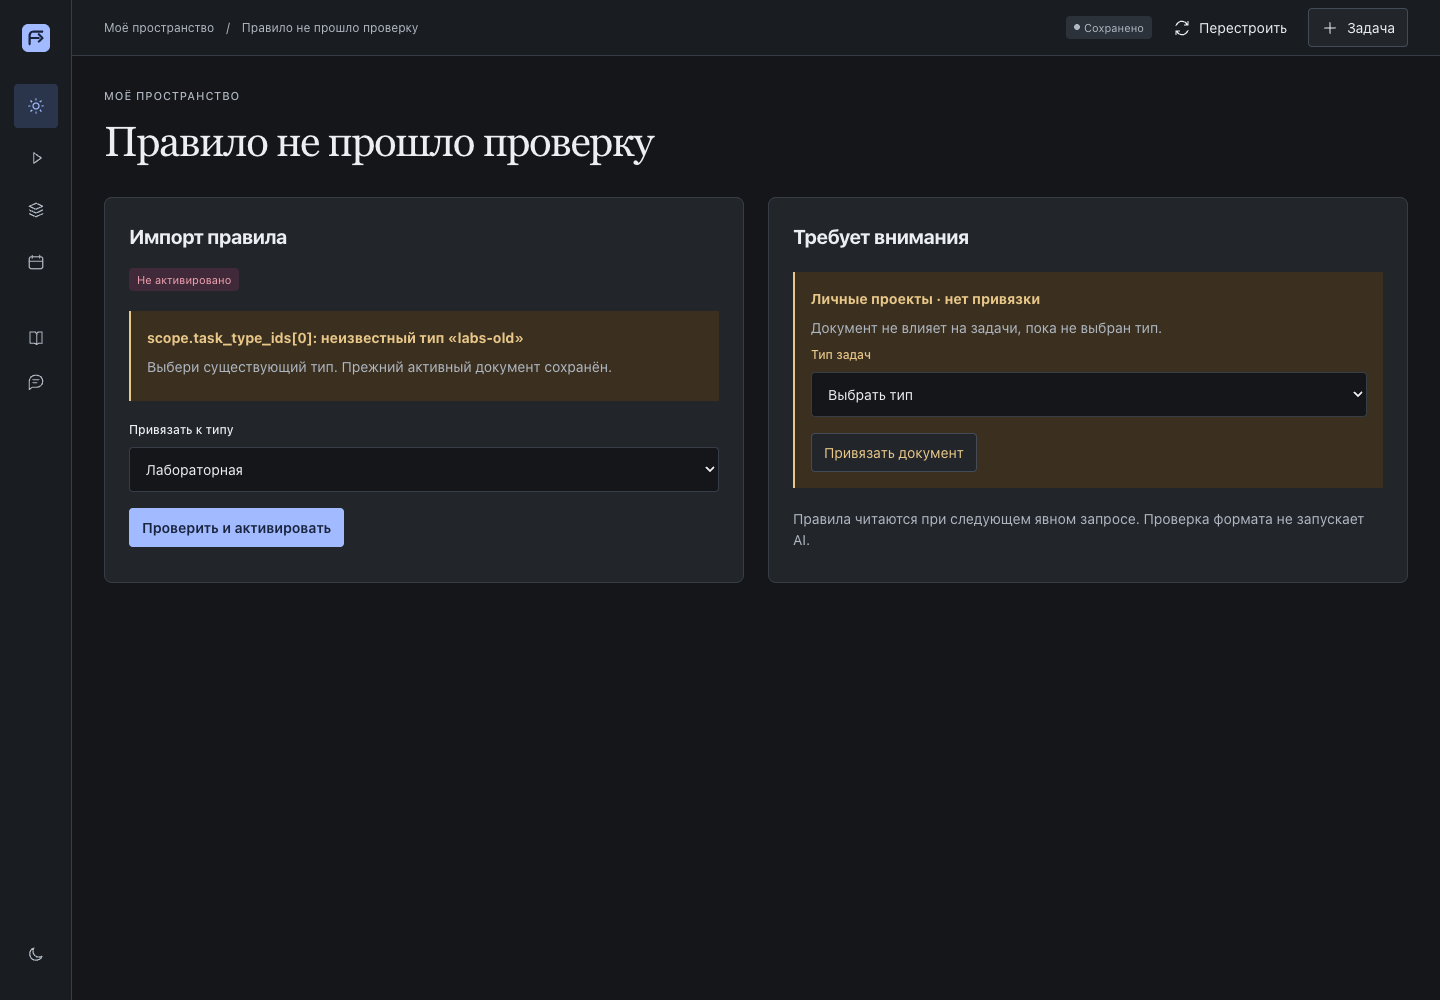 Моё пространство / Правило не прошло проверку
Сохранено
Перестроить
Задача
МОЁ ПРОСТРАНСТВО
Правило не прошло проверку
Импорт правила
Не активировано
scope.task_type_ids[0]: неизвестный тип «labs-old»
Выбери существующий тип. Прежний активный документ сохранён.
Привязать к типу
Лабораторная
Проверить и активировать
Требует внимания
Личные проекты · нет привязки
Документ не влияет на задачи, пока не выбран тип.
Тип задач
Выбрать тип
Привязать документ
Правила читаются при следующем явном запросе. Проверка формата не запускает
AI.